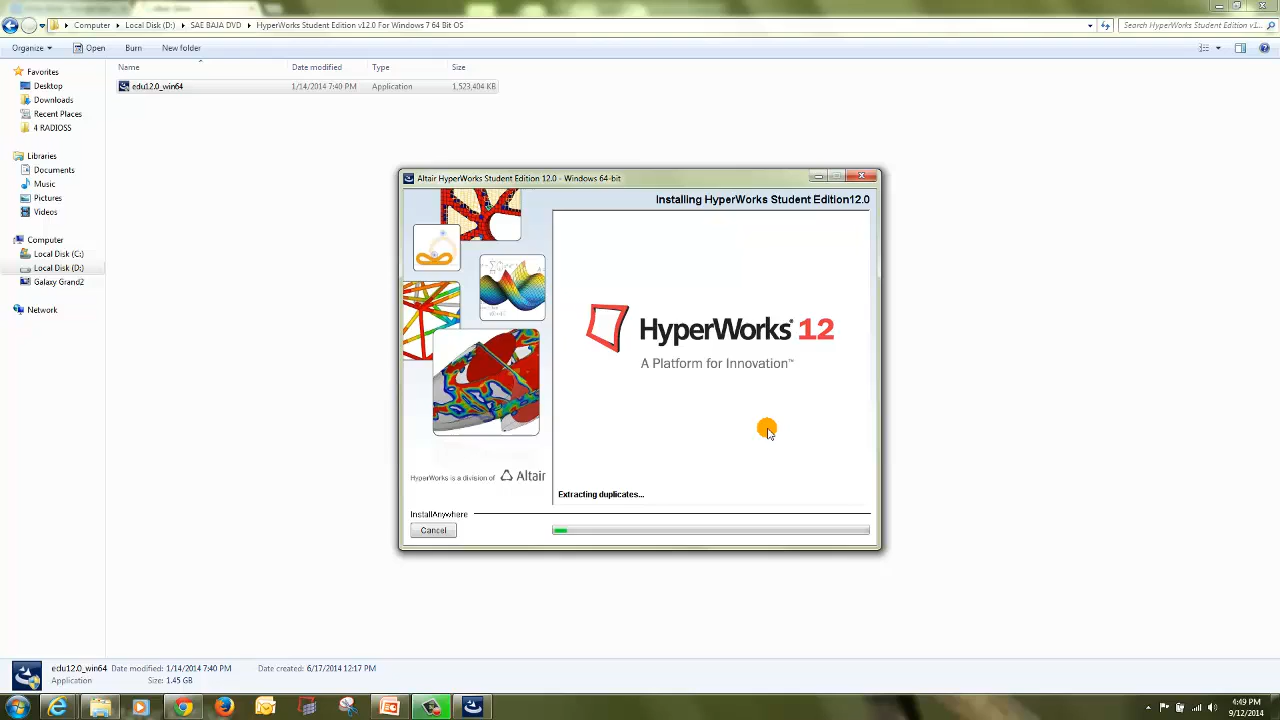 Computer
Local Disk (D:)
SAE BAJA DVD
HyperWorks Student Edition v12.0 For Windows 7 64 Bit OS
Search HyperWorks Student Edition v1...
Organize
Open
Burn
New folder
Name
Date modified
Type
Size
edu12.0_win64
1/14/2014 7:40 PM
Application
1,523,404 KB
Favorites
Desktop
Downloads
Recent Places
4 RADIOSS
Libraries
Documents
Music
Pictures
Videos
Computer
Local Disk (C:)
Local Disk (D:)
Galaxy Grand2
Network
Altair HyperWorks Student Edition 12.0 - Windows 64-bit
Installing HyperWorks Student Edition12.0
HyperWorks® 12
A Platform for Innovation™
HyperWorks is a division of Altair
Extracting duplicates...
InstallAnywhere
Cancel
edu12.0_win64 Date modified: 1/14/2014 7:40 PM Date created: 6/17/2014 12:17 PM
Application Size: 1.45 GB
4:49 PM
9/12/2014